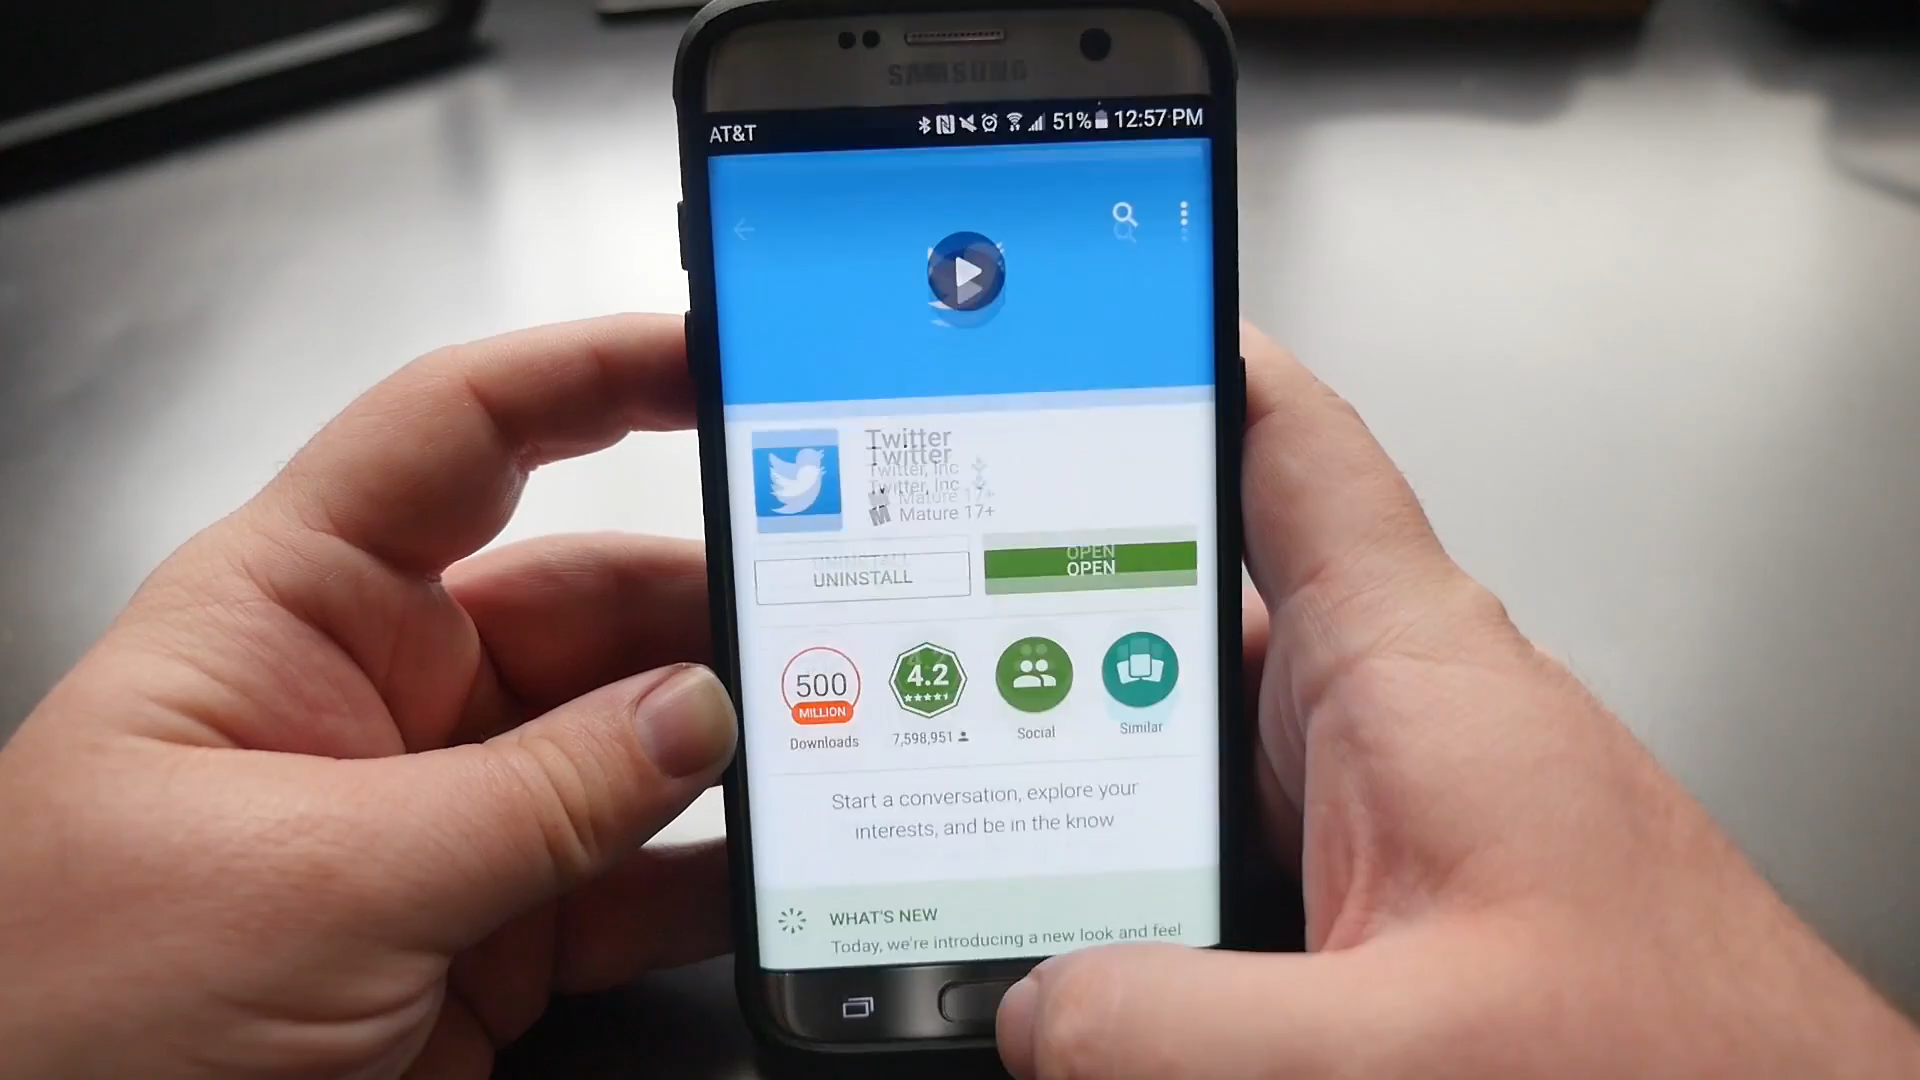 SAMSUNG
AT&T 51% 12:57 PM
Twitter
Twitter
Twitter, Inc
Twitter, Inc
Mature 17+
Mature 17+
UNINSTALL OPEN
UNINSTALL OPEN
500 4.2
MILLION
Downloads 7,598,951 Social Similar
Start a conversation, explore your
interests, and be in the know
WHAT'S NEW
Today, we're introducing a new look and feel